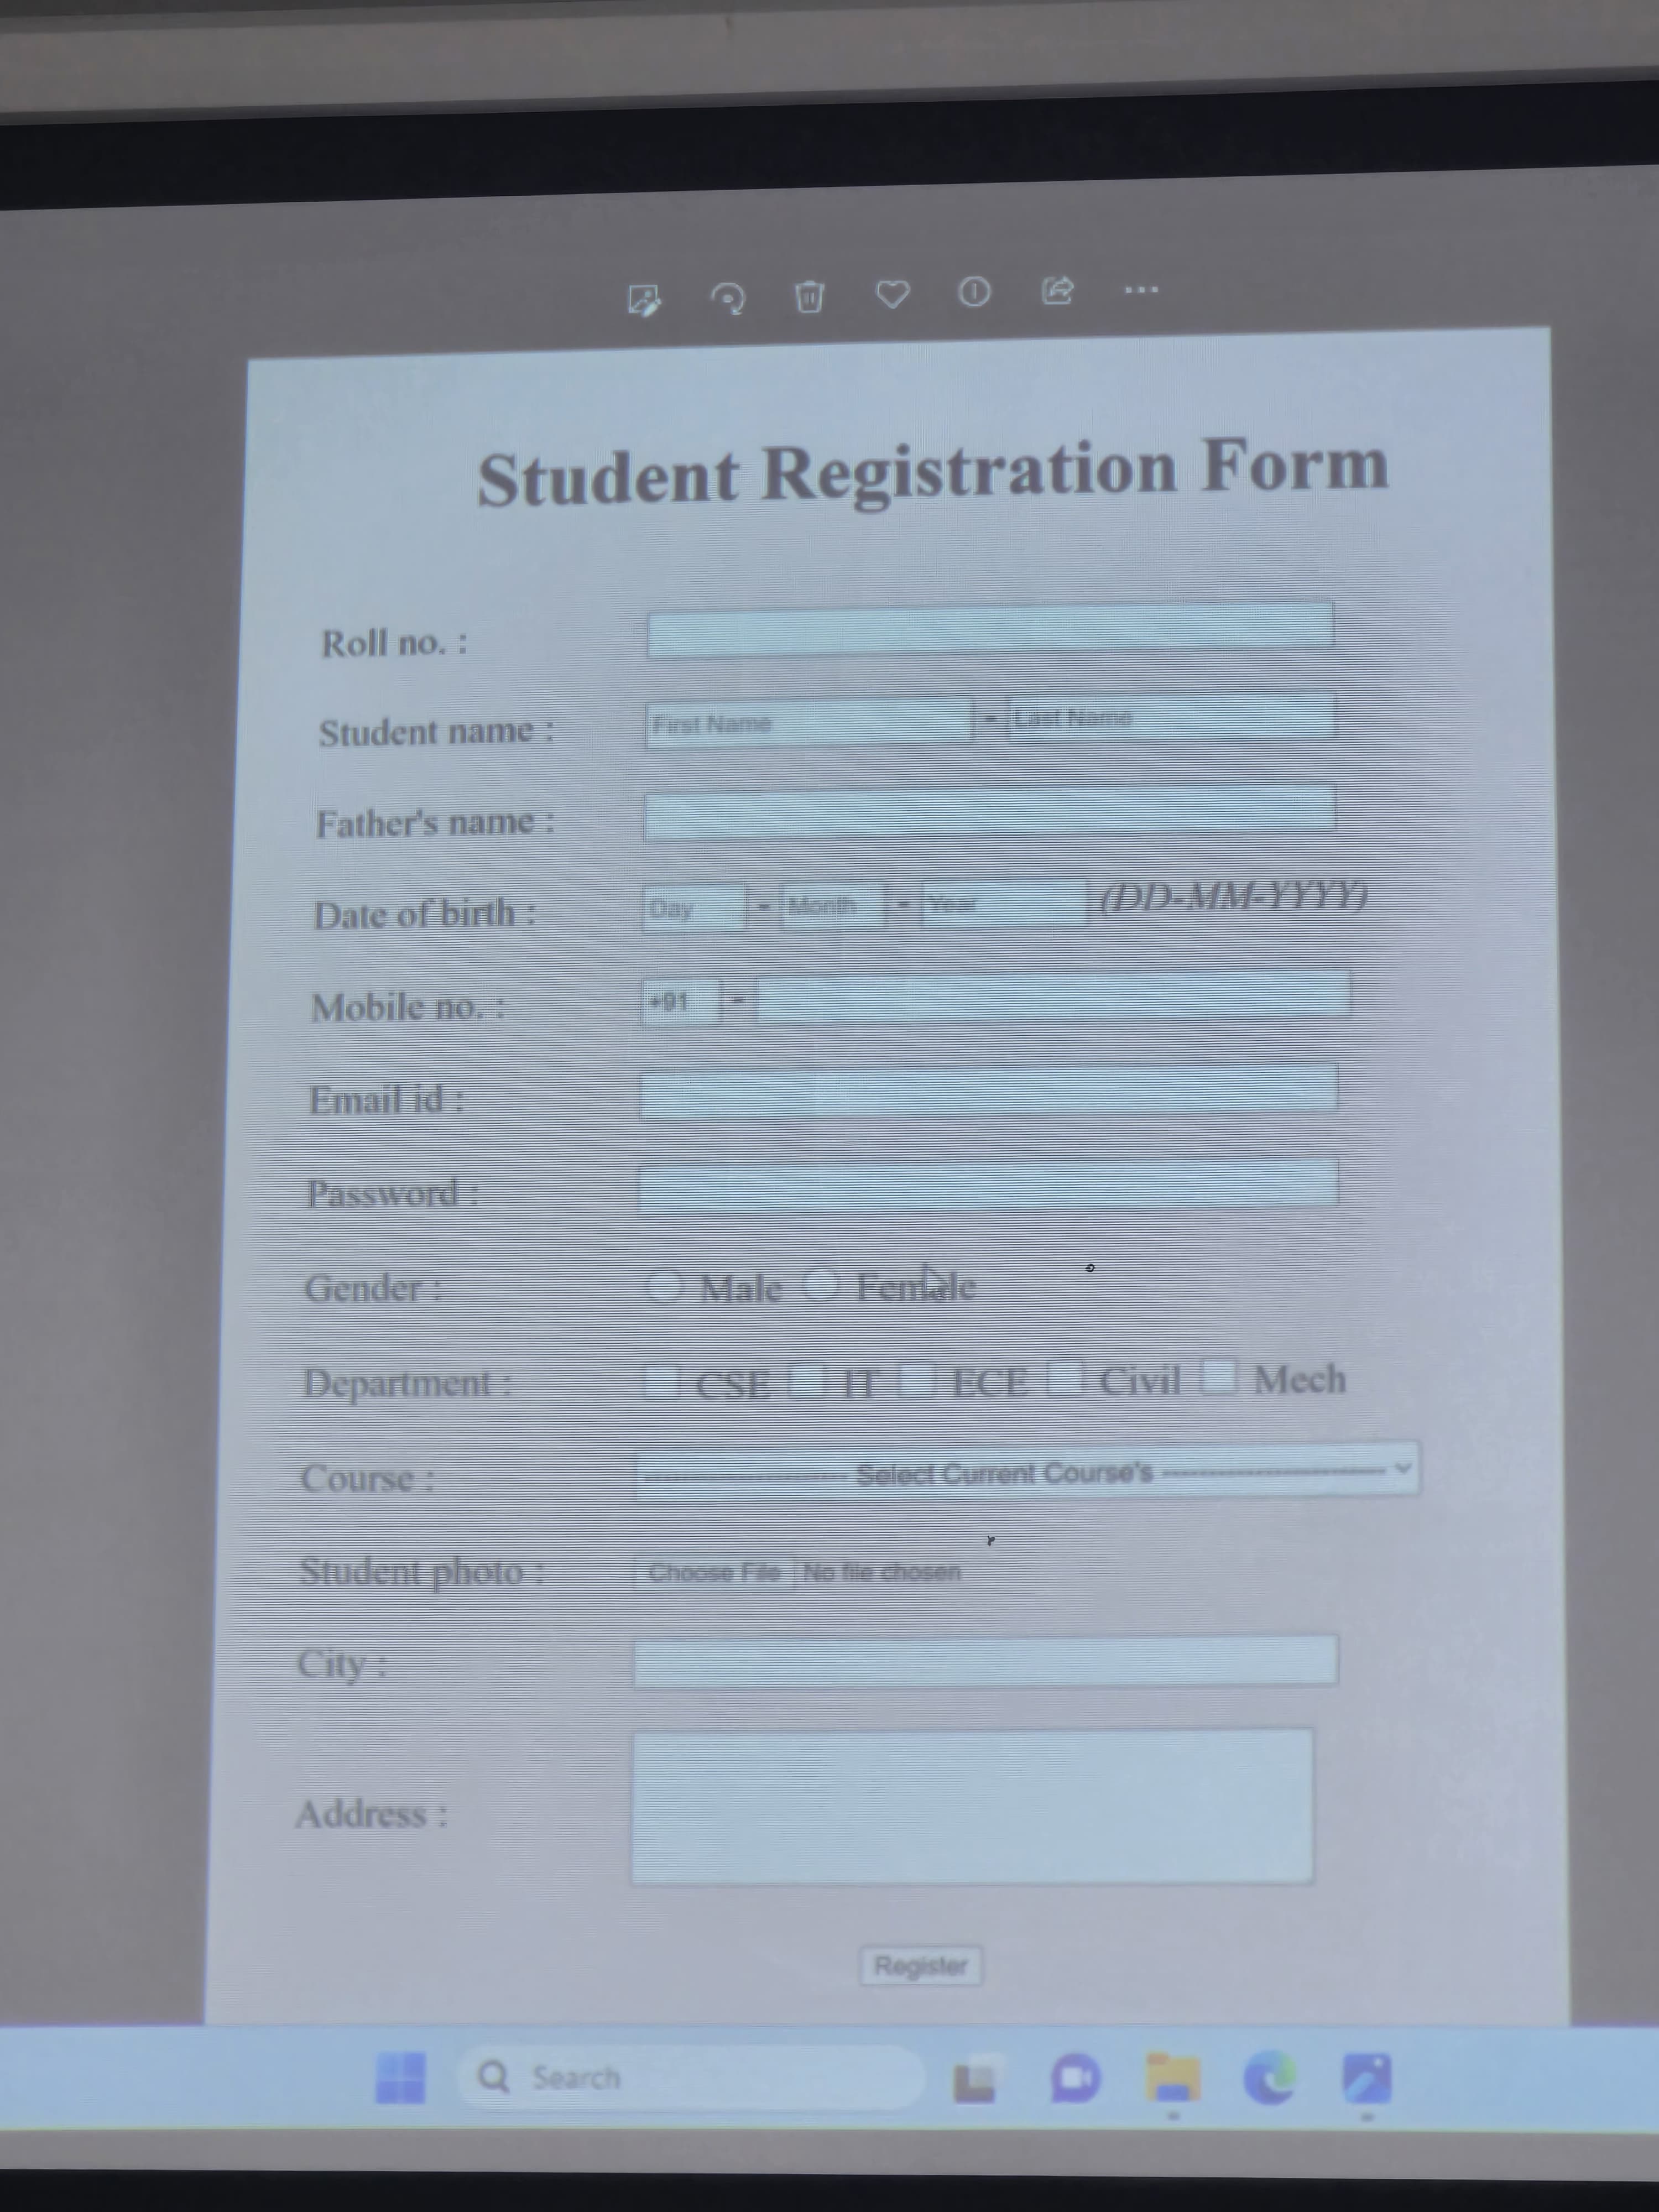 Student Registration Form
Roll no. :
Student name : First Name - Last Name
Father's name :
Date of birth : Day - Month - Year (DD-MM-YYYY)
Mobile no. : +91 -
Email id :
Password :
Gender : Male Female
Department : CSE IT ECE Civil Mech
Course : ---------------------- Select Current Course's ------------------------
Student photo : Choose File No file chosen
City :
Address :
Register
Search